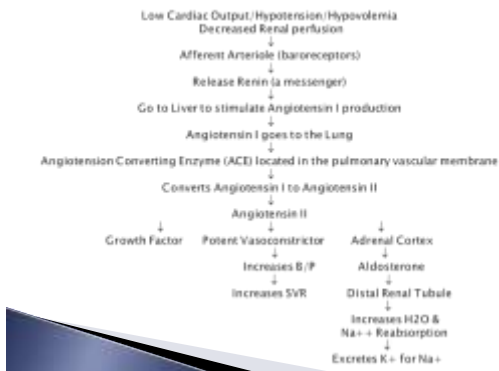 Low Cardiac Output/Hypotension/Hypovolemia
Decreased Renal perfusion
↓
Afferent Arteriole (baroreceptors)
↓
Release Renin (a messenger)
↓
Go to Liver to stimulate Angiotensin I production
↓
Angiotensin I goes to the Lung
↓
Angiotension Converting Enzyme (ACE) located in the pulmonary vascular membrane
↓
Converts Angiotensin I to Angiotensin II
↓
Angiotensin II
↓ ↓ ↓
Growth Factor Potent Vasoconstrictor Adrenal Cortex
↓ ↓
Increases B/P Aldosterone
↓ ↓
Increases SVR Distal Renal Tubule
↓
Increases H2O &
Na++ Reabsorption
↓
Excretes K+ for Na+